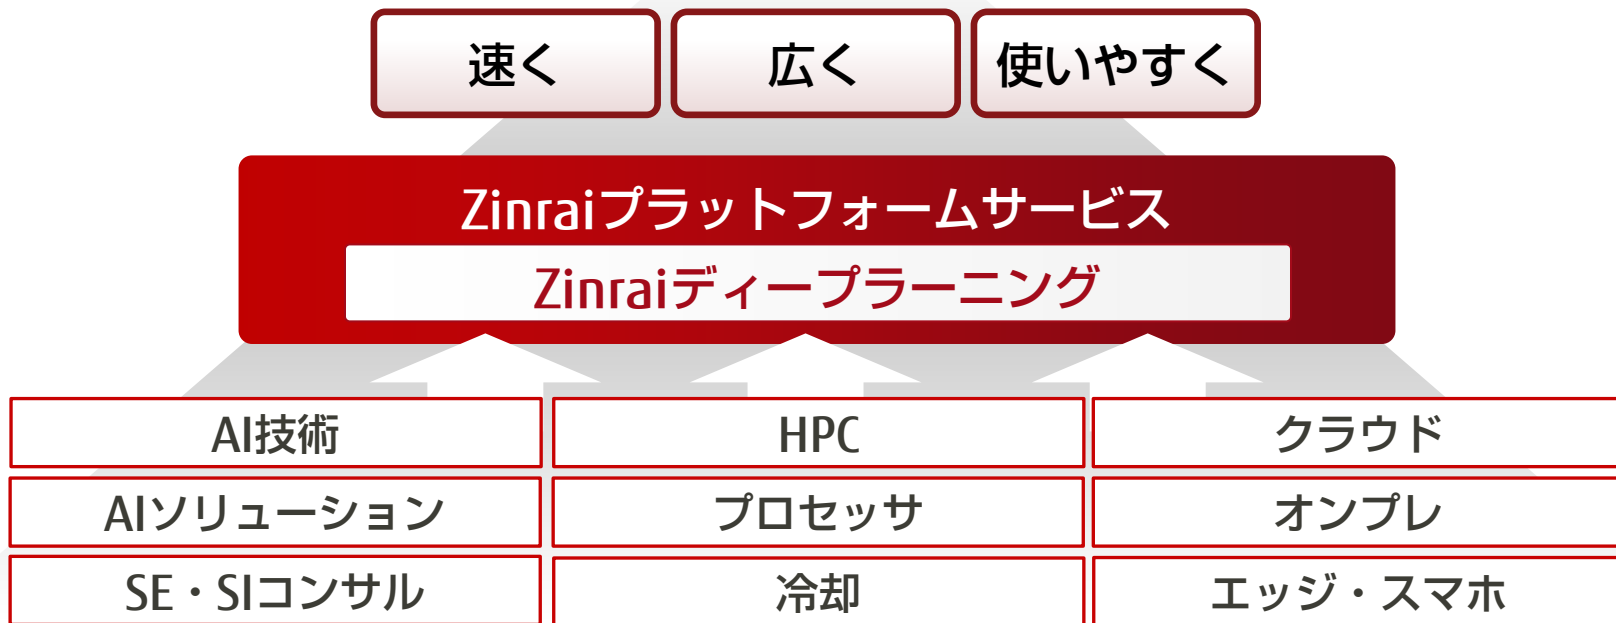 速く 広く 使いやすく
Zinraiプラットフォームサービス
Zinraiディープラーニング
AI技術 HPC クラウド
AIソリューション プロセッサ オンプレ
SE・SIコンサル 冷却 エッジ・スマホ